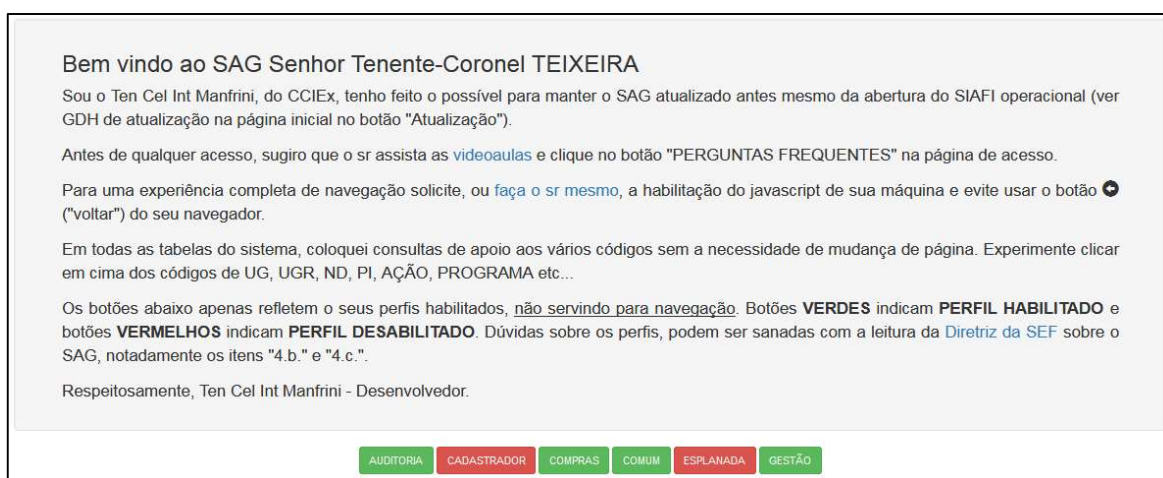 Bem vindo ao SAG Senhor Tenente-Coronel TEIXEIRA
Sou o Ten Cel Int Manfrini, do CCIEx, tenho feito o possível para manter o SAG atualizado antes mesmo da abertura do SIAFI operacional (ver
GDH de atualização na página inicial no botão "Atualização").
Antes de qualquer acesso, sugiro que o sr assista as videoaulas e clique no botão "PERGUNTAS FREQUENTES" na página de acesso.
Para uma experiência completa de navegação solicite, ou faça o sr mesmo, a habilitação do javascript de sua máquina e evite usar o botão
("voltar") do seu navegador.
Em todas as tabelas do sistema, coloquei consultas de apoio aos vários códigos sem a necessidade de mudança de página. Experimente clicar
em cima dos códigos de UG, UGR, ND, PI, AÇÃO, PROGRAMA etc...
Os botões abaixo apenas refletem o seus perfis habilitados, não servindo para navegação. Botões VERDES indicam PERFIL HABILITADO e
botões VERMELHOS indicam PERFIL DESABILITADO. Dúvidas sobre os perfis, podem ser sanadas com a leitura da Diretriz da SEF sobre o
SAG, notadamente os itens "4.b." e "4.c.".
Respeitosamente, Ten Cel Int Manfrini - Desenvolvedor.
AUDITORIA CADASTRADOR COMPRAS COMUM ESPLANADA GESTÃO